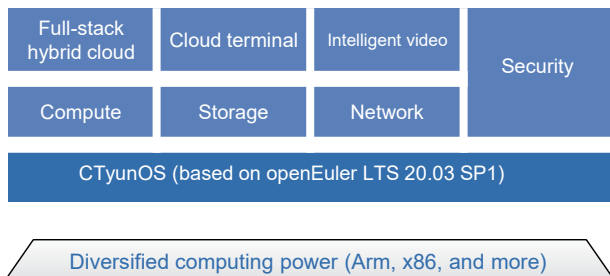 Full-stack
hybrid cloud
Cloud terminal
Intelligent video
Security
Compute
Storage
Network
CTyunOS (based on openEuler LTS 20.03 SP1)
Diversified computing power (Arm, x86, and more)